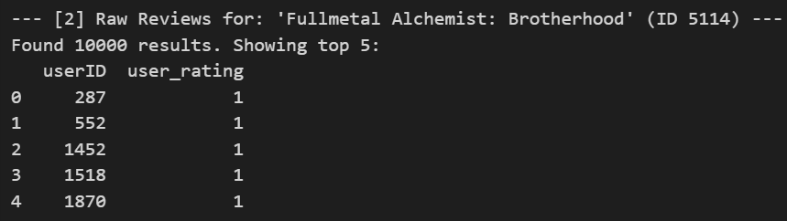 --- [2] Raw Reviews for: 'Fullmetal Alchemist: Brotherhood' (ID 5114) ---
Found 10000 results. Showing top 5:
   userID  user_rating
0     287            1
1     552            1
2    1452            1
3    1518            1
4    1870            1